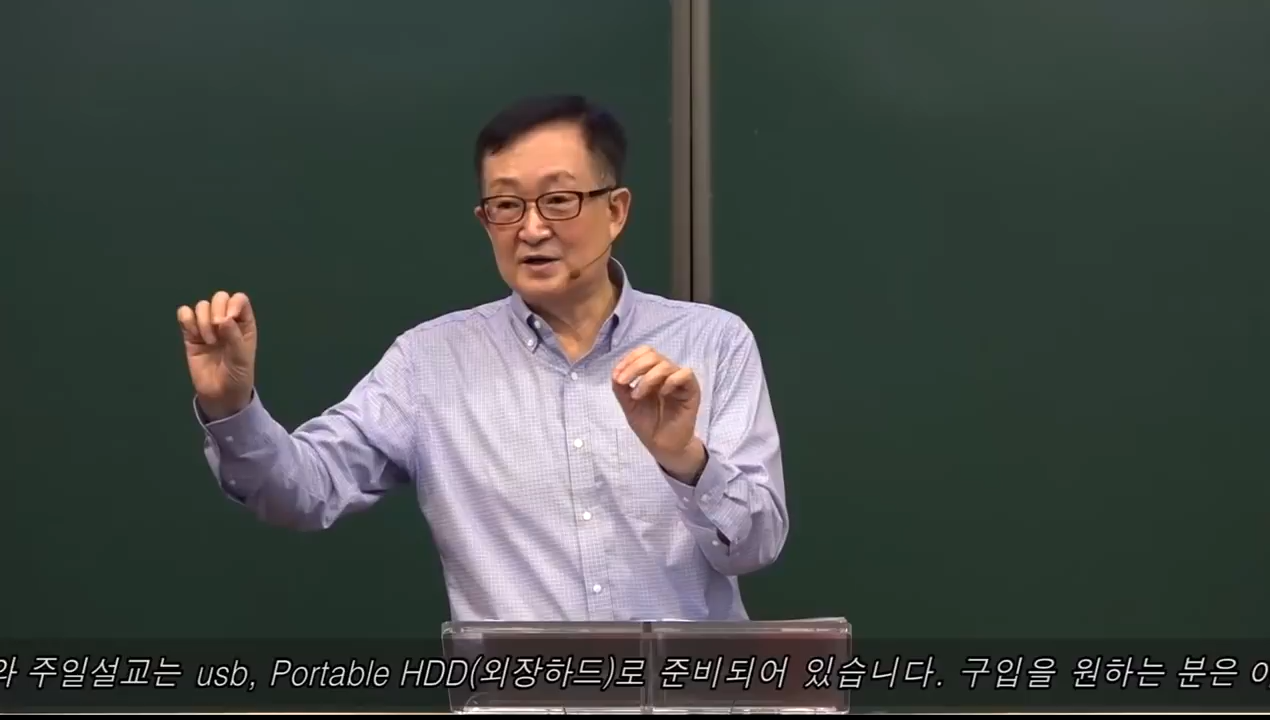 주일설교는 usb, Portable HDD(외장하드)로 준비되어 있습니다. 구입을 원하는 분은